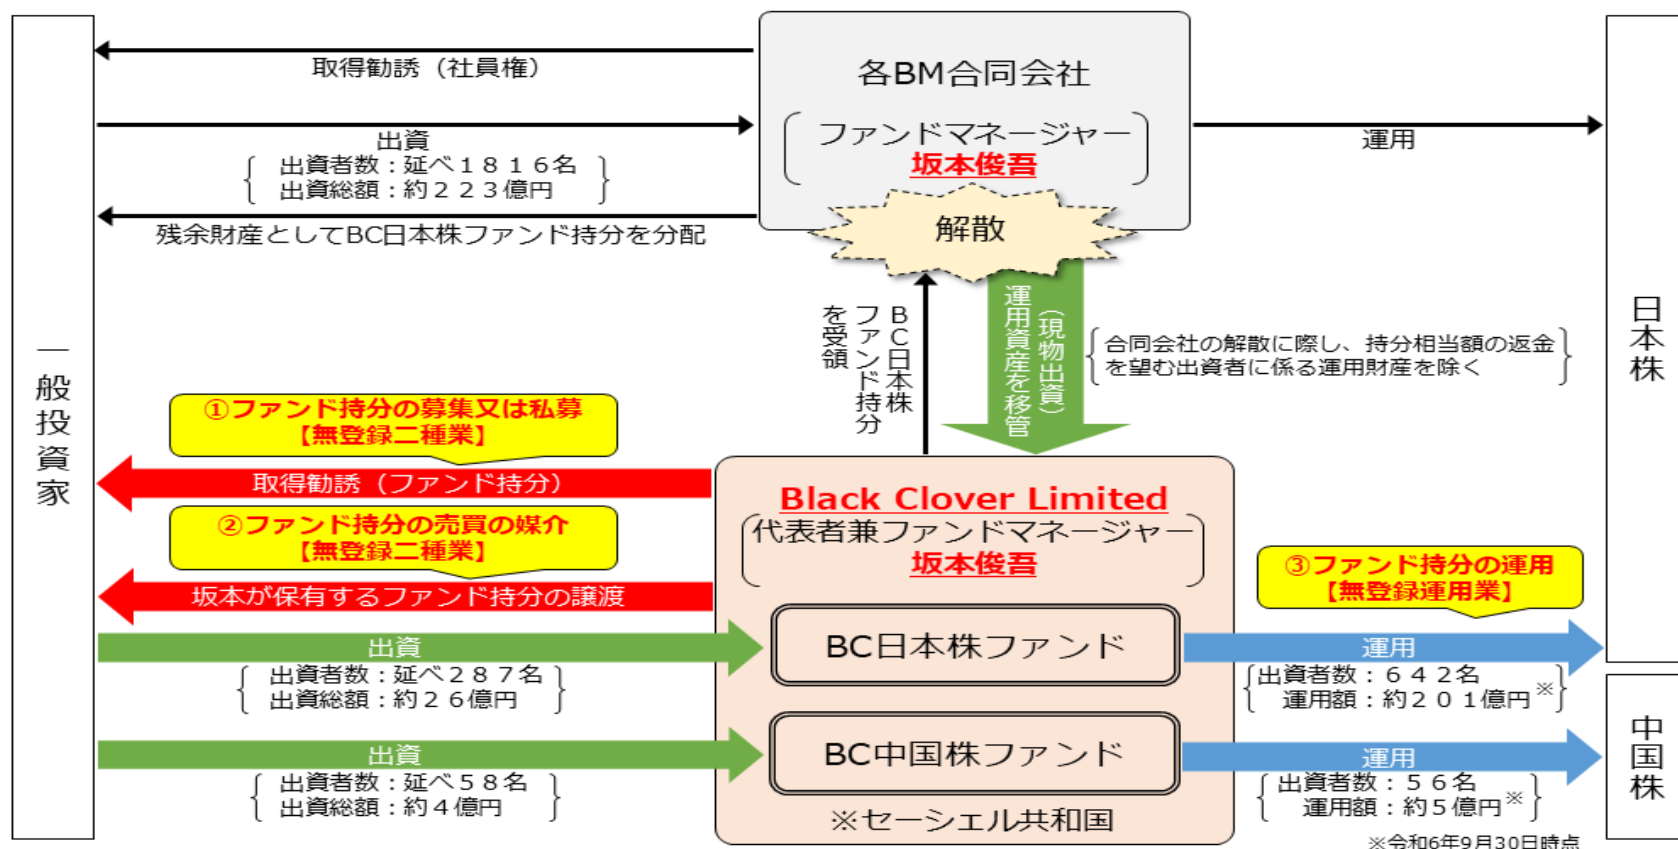 取得勧誘（社員権）
各BM合同会社
ファンドマネージャー
坂本俊吾
出資
出資者数：延べ１８１６名
出資総額：約２２３億円
運用
残余財産としてBC日本株ファンド持分を分配
解散
一般投資家
日本株
BC日本株
ファンド持分
を受領
運用資産を移管
（現物出資）
合同会社の解散に際し、持分相当額の返金
を望む出資者に係る運用財産を除く
①ファンド持分の募集又は私募
【無登録二種業】
取得勧誘（ファンド持分）
②ファンド持分の売買の媒介
【無登録二種業】
坂本が保有するファンド持分の譲渡
Black Clover Limited
代表者兼ファンドマネージャー
坂本俊吾
③ファンド持分の運用
【無登録運用業】
出資
出資者数：延べ２８７名
出資総額：約２６億円
BC日本株ファンド
運用
出資者数：６４２名
運用額：約２０１億円※
出資
出資者数：延べ５８名
出資総額：約４億円
BC中国株ファンド
運用
出資者数：５６名
運用額：約５億円※
中国株
※セーシェル共和国
※令和6年9月30日時点